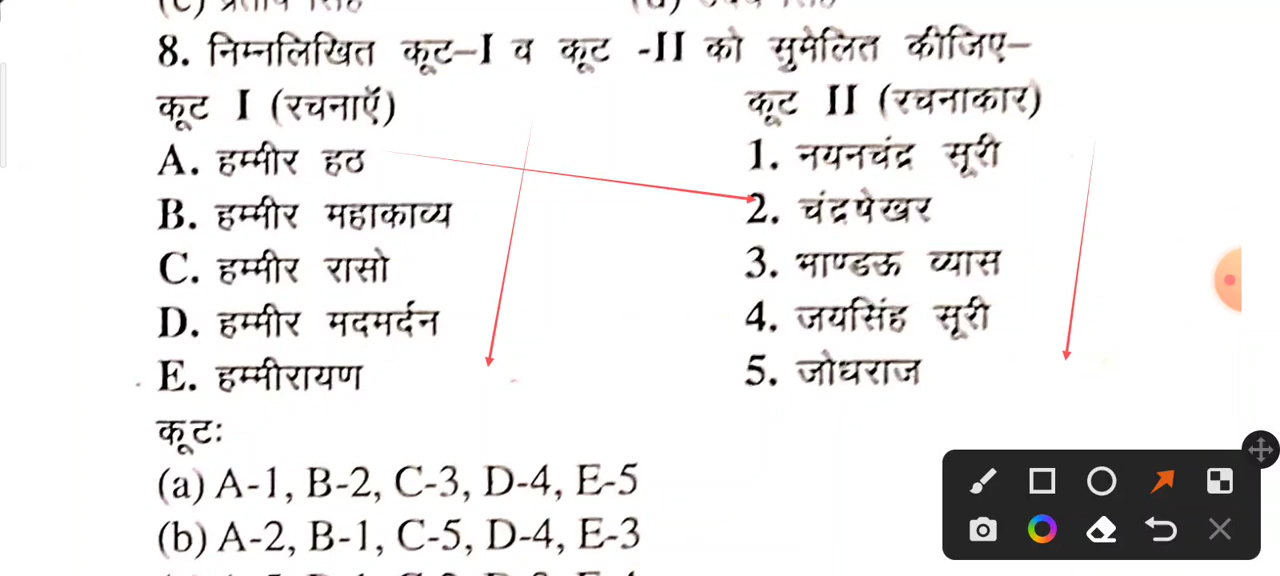 8. निम्नलिखित कूट–I व कूट -II को सुमेलित कीजिए–
कूट I (रचनाएँ) कूट II (रचनाकार)
A. हम्मीर हठ 1. नयनचंद्र सूरी
B. हम्मीर महाकाव्य 2. चंद्रषेखर
C. हम्मीर रासो 3. भाण्डऊ व्यास
D. हम्मीर मदमर्दन 4. जयसिंह सूरी
E. हम्मीरायण 5. जोधराज
कूटः
(a) A-1, B-2, C-3, D-4, E-5
(b) A-2, B-1, C-5, D-4, E-3